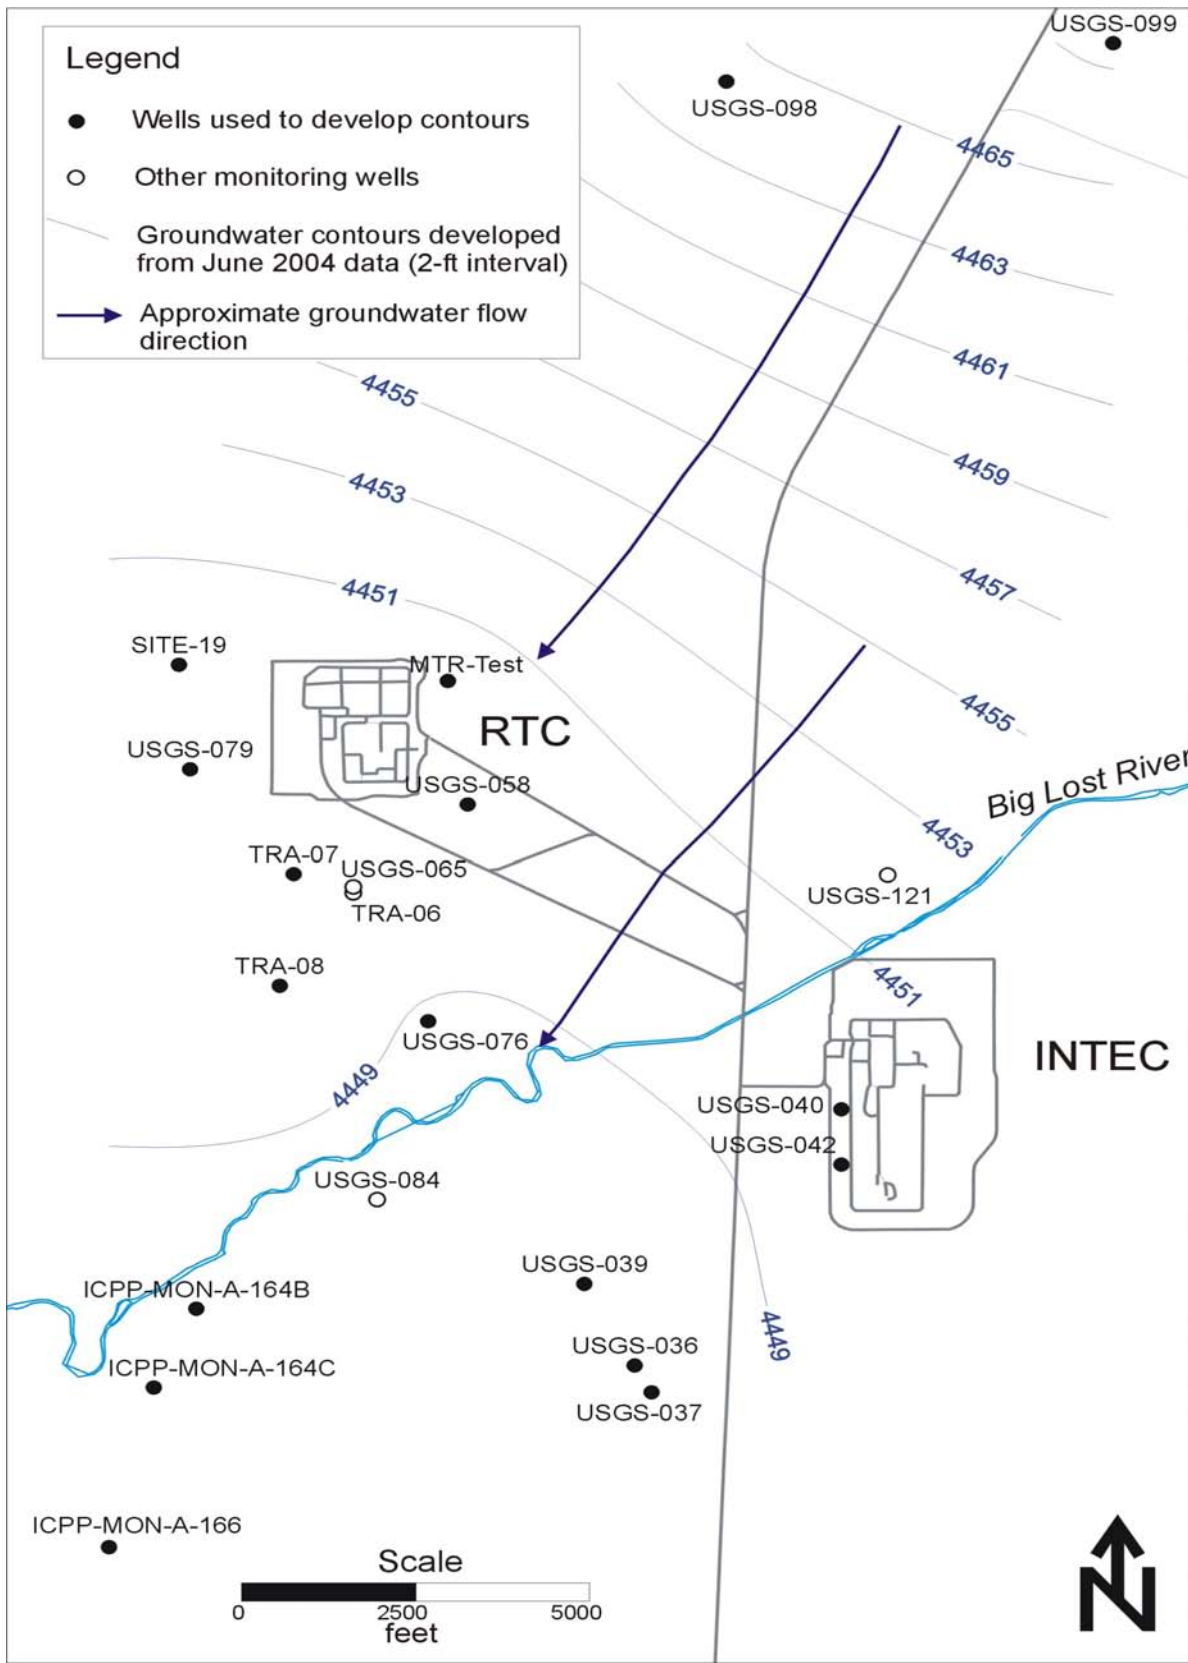 USGS-099
Legend
Wells used to develop contours
Other monitoring wells
Groundwater contours developed
from June 2004 data (2-ft interval)
Approximate groundwater flow
direction
USGS-098
4465
4463
4461
4455
4459
4453
4457
4451
SITE-19
MTR-Test
RTC
4455
USGS-079
USGS-058
Big Lost River
4453
TRA-07
USGS-065
TRA-06
USGS-121
TRA-08
4451
USGS-076
INTEC
4449
USGS-040
USGS-042
USGS-084
USGS-039
ICPP-MON-A-164B
4449
USGS-036
ICPP-MON-A-164C
USGS-037
ICPP-MON-A-166
Scale
0 2500 5000
feet
N